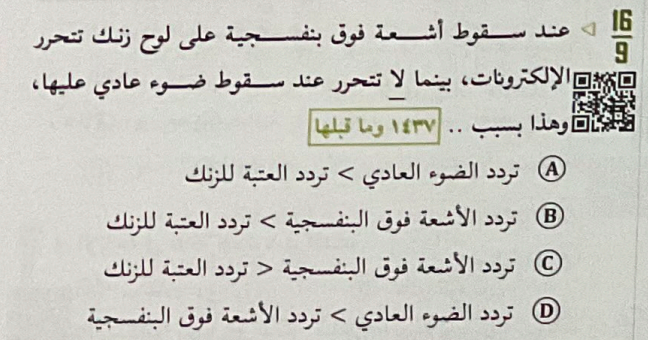 16/9 ◁ عند سقوط أشعة فوق بنفسجية على لوح زنك تتحرر
الإلكترونات، بينما لا تتحرر عند سقوط ضوء عادي عليها،
وهذا بسبب .. ١٤٣٧ وما قبلها
Ⓐ تردد الضوء العادي > تردد العتبة للزنك
Ⓑ تردد الأشعة فوق البنفسجية > تردد العتبة للزنك
Ⓒ تردد الأشعة فوق البنفسجية < تردد العتبة للزنك
Ⓓ تردد الضوء العادي > تردد الأشعة فوق البنفسجية